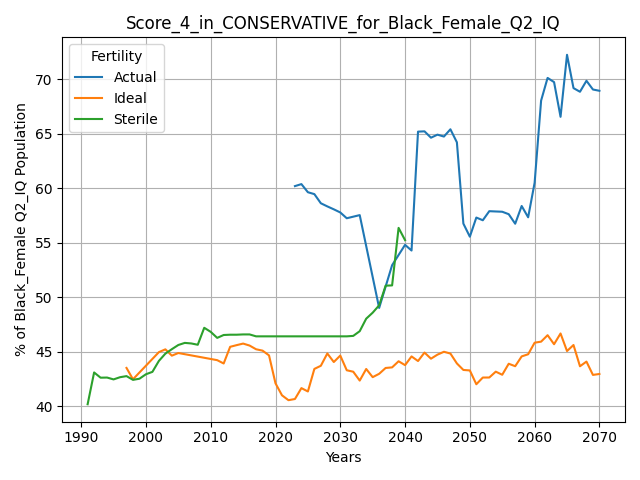 Score_4_in_CONSERVATIVE_for_Black_Female_Q2_IQ
Fertility
Actual
Ideal
Sterile
% of Black_Female Q2_IQ Population
70
65
60
55
50
45
40
1990 2000 2010 2020 2030 2040 2050 2060 2070
Years